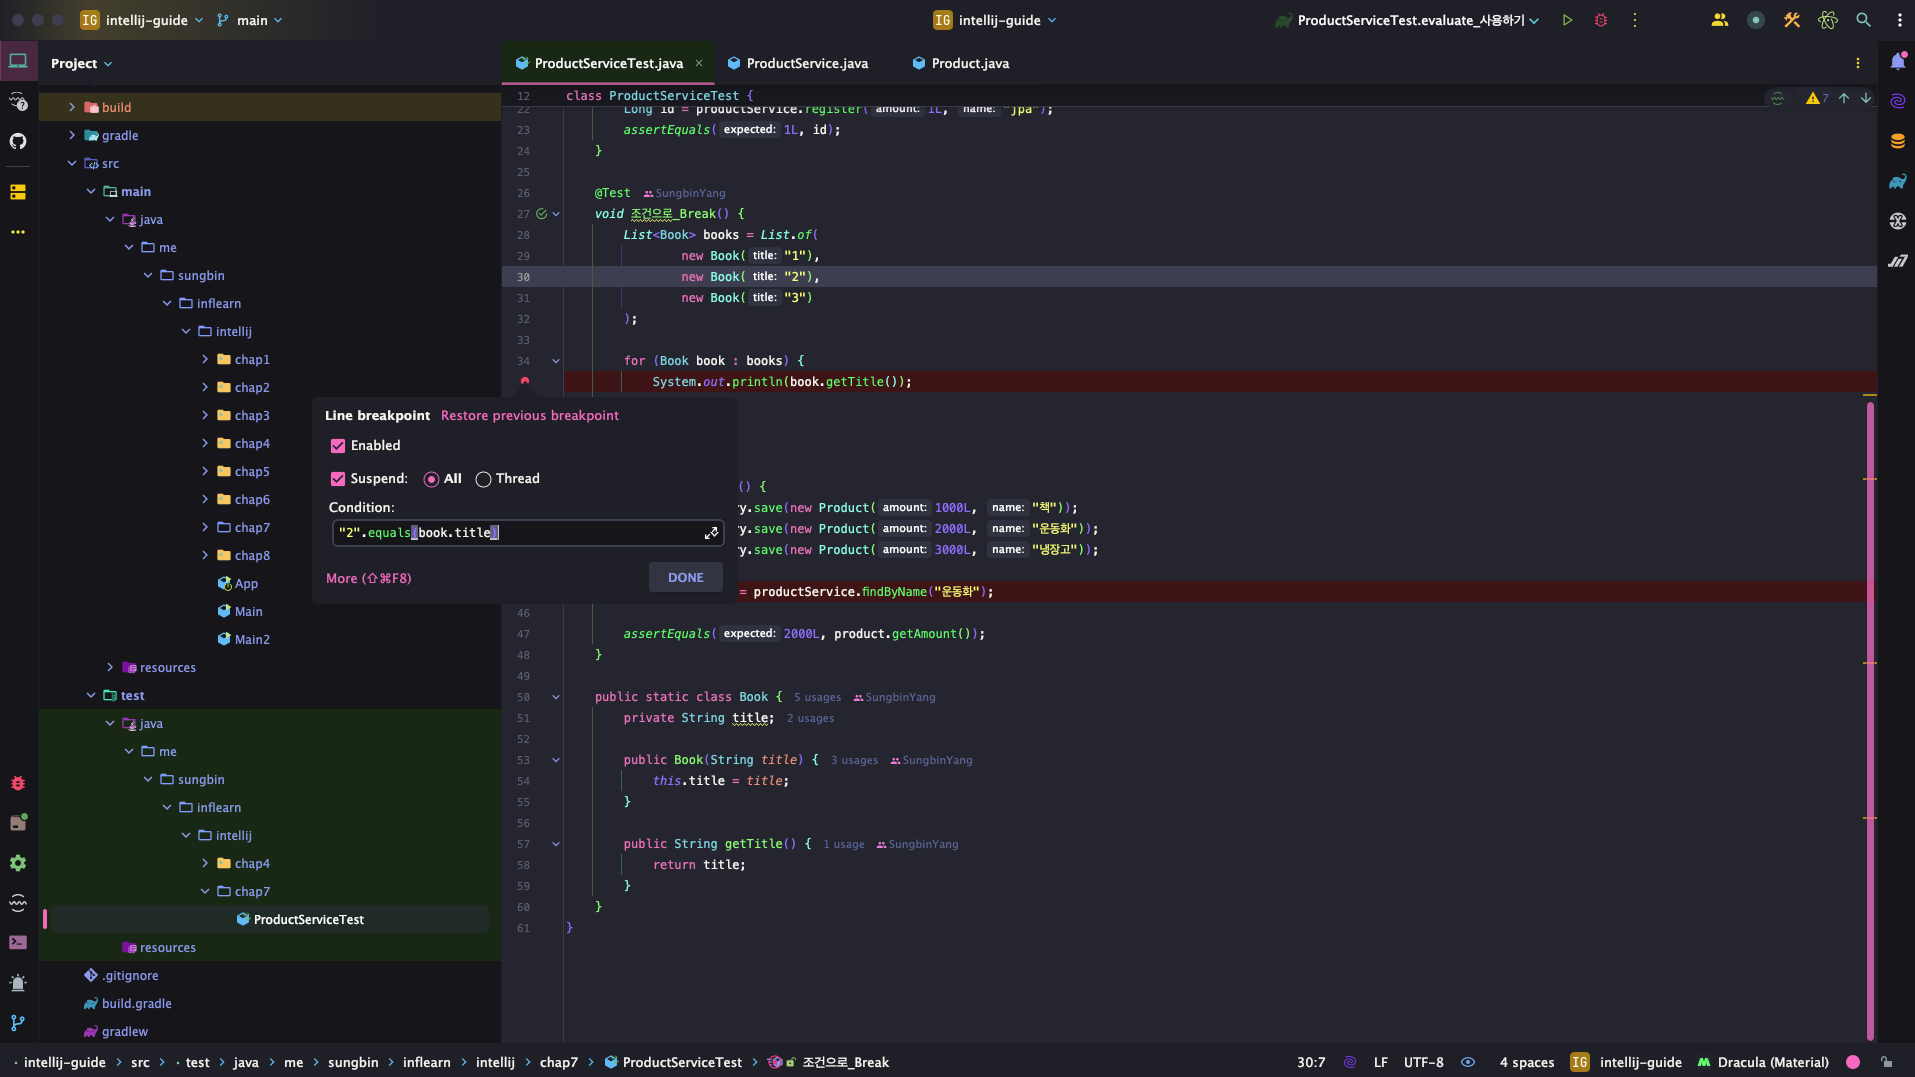 IG intellij-guide main
IG intellij-guide
ProductServiceTest.evaluate_사용하기
Project
build
gradle
src
main
java
me
sungbin
inflearn
intellij
chap1
chap2
chap3
chap4
chap5
chap6
chap7
chap8
App
Main
Main2
resources
test
java
me
sungbin
inflearn
intellij
chap4
chap7
ProductServiceTest
resources
.gitignore
build.gradle
gradlew
ProductServiceTest.java × ProductService.java Product.java
7
12 class ProductServiceTest {
22 Long id = productService.register( amount: 1L, name: "jpa");
23 assertEquals( expected: 1L, id);
24 }
25
26 @Test SungbinYang
27 void 조건으로_Break() {
28 List<Book> books = List.of(
29 new Book( title: "1"),
30 new Book( title: "2"),
31 new Book( title: "3")
32 );
33
34 for (Book book : books) {
System.out.println(book.getTitle());
Line breakpoint Restore previous breakpoint
Enabled
Suspend: All Thread
Condition:
"2".equals(book.title)
More (⇧⌘F8) DONE
() {
y.save(new Product( amount: 1000L, name: "책"));
y.save(new Product( amount: 2000L, name: "운동화"));
y.save(new Product( amount: 3000L, name: "냉장고"));
= productService.findByName("운동화");
46
47 assertEquals( expected: 2000L, product.getAmount());
48 }
49
50 public static class Book { 5 usages SungbinYang
51 private String title; 2 usages
52
53 public Book(String title) { 3 usages SungbinYang
54 this.title = title;
55 }
56
57 public String getTitle() { 1 usage SungbinYang
58 return title;
59 }
60 }
61 }
intellij-guide > src > test > java > me > sungbin > inflearn > intellij > chap7 > ProductServiceTest > 조건으로_Break
30:7 LF UTF-8 4 spaces IG intellij-guide Dracula (Material)